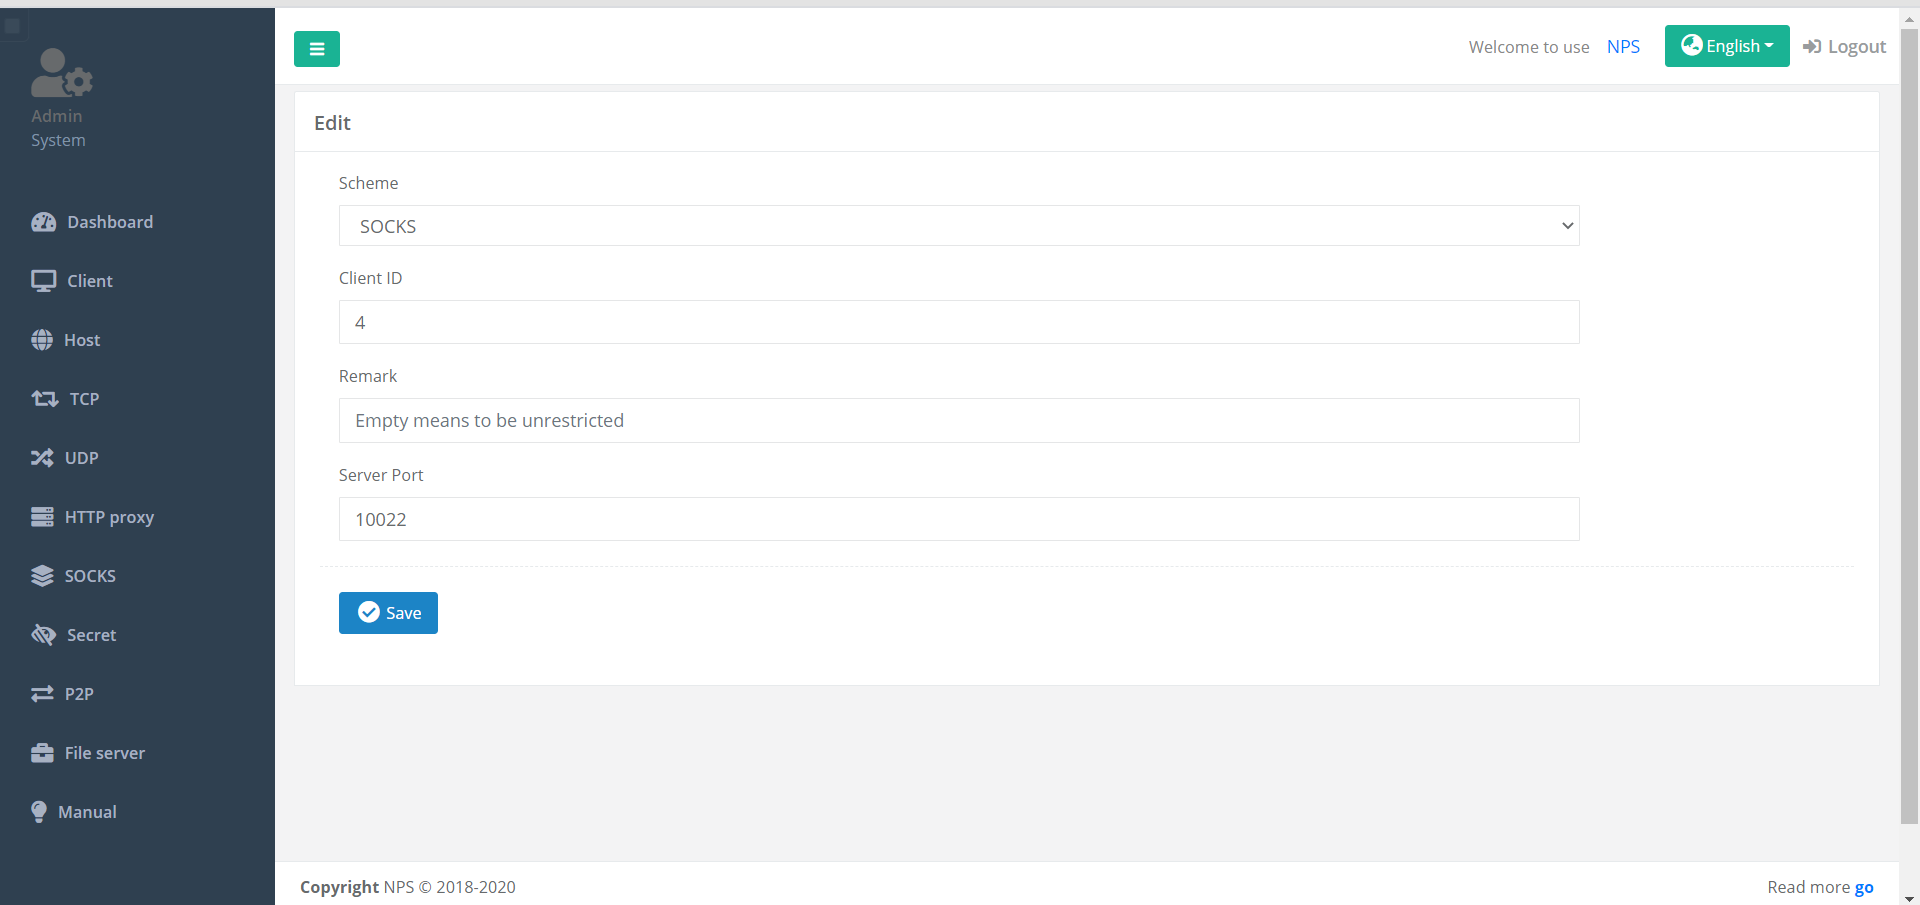 Welcome to use NPS English Logout
Admin
System
Dashboard
Client
Host
TCP
UDP
HTTP proxy
SOCKS
Secret
P2P
File server
Manual
Edit
Scheme
SOCKS
Client ID
4
Remark
Empty means to be unrestricted
Server Port
10022
Save
Copyright NPS © 2018-2020
Read more go